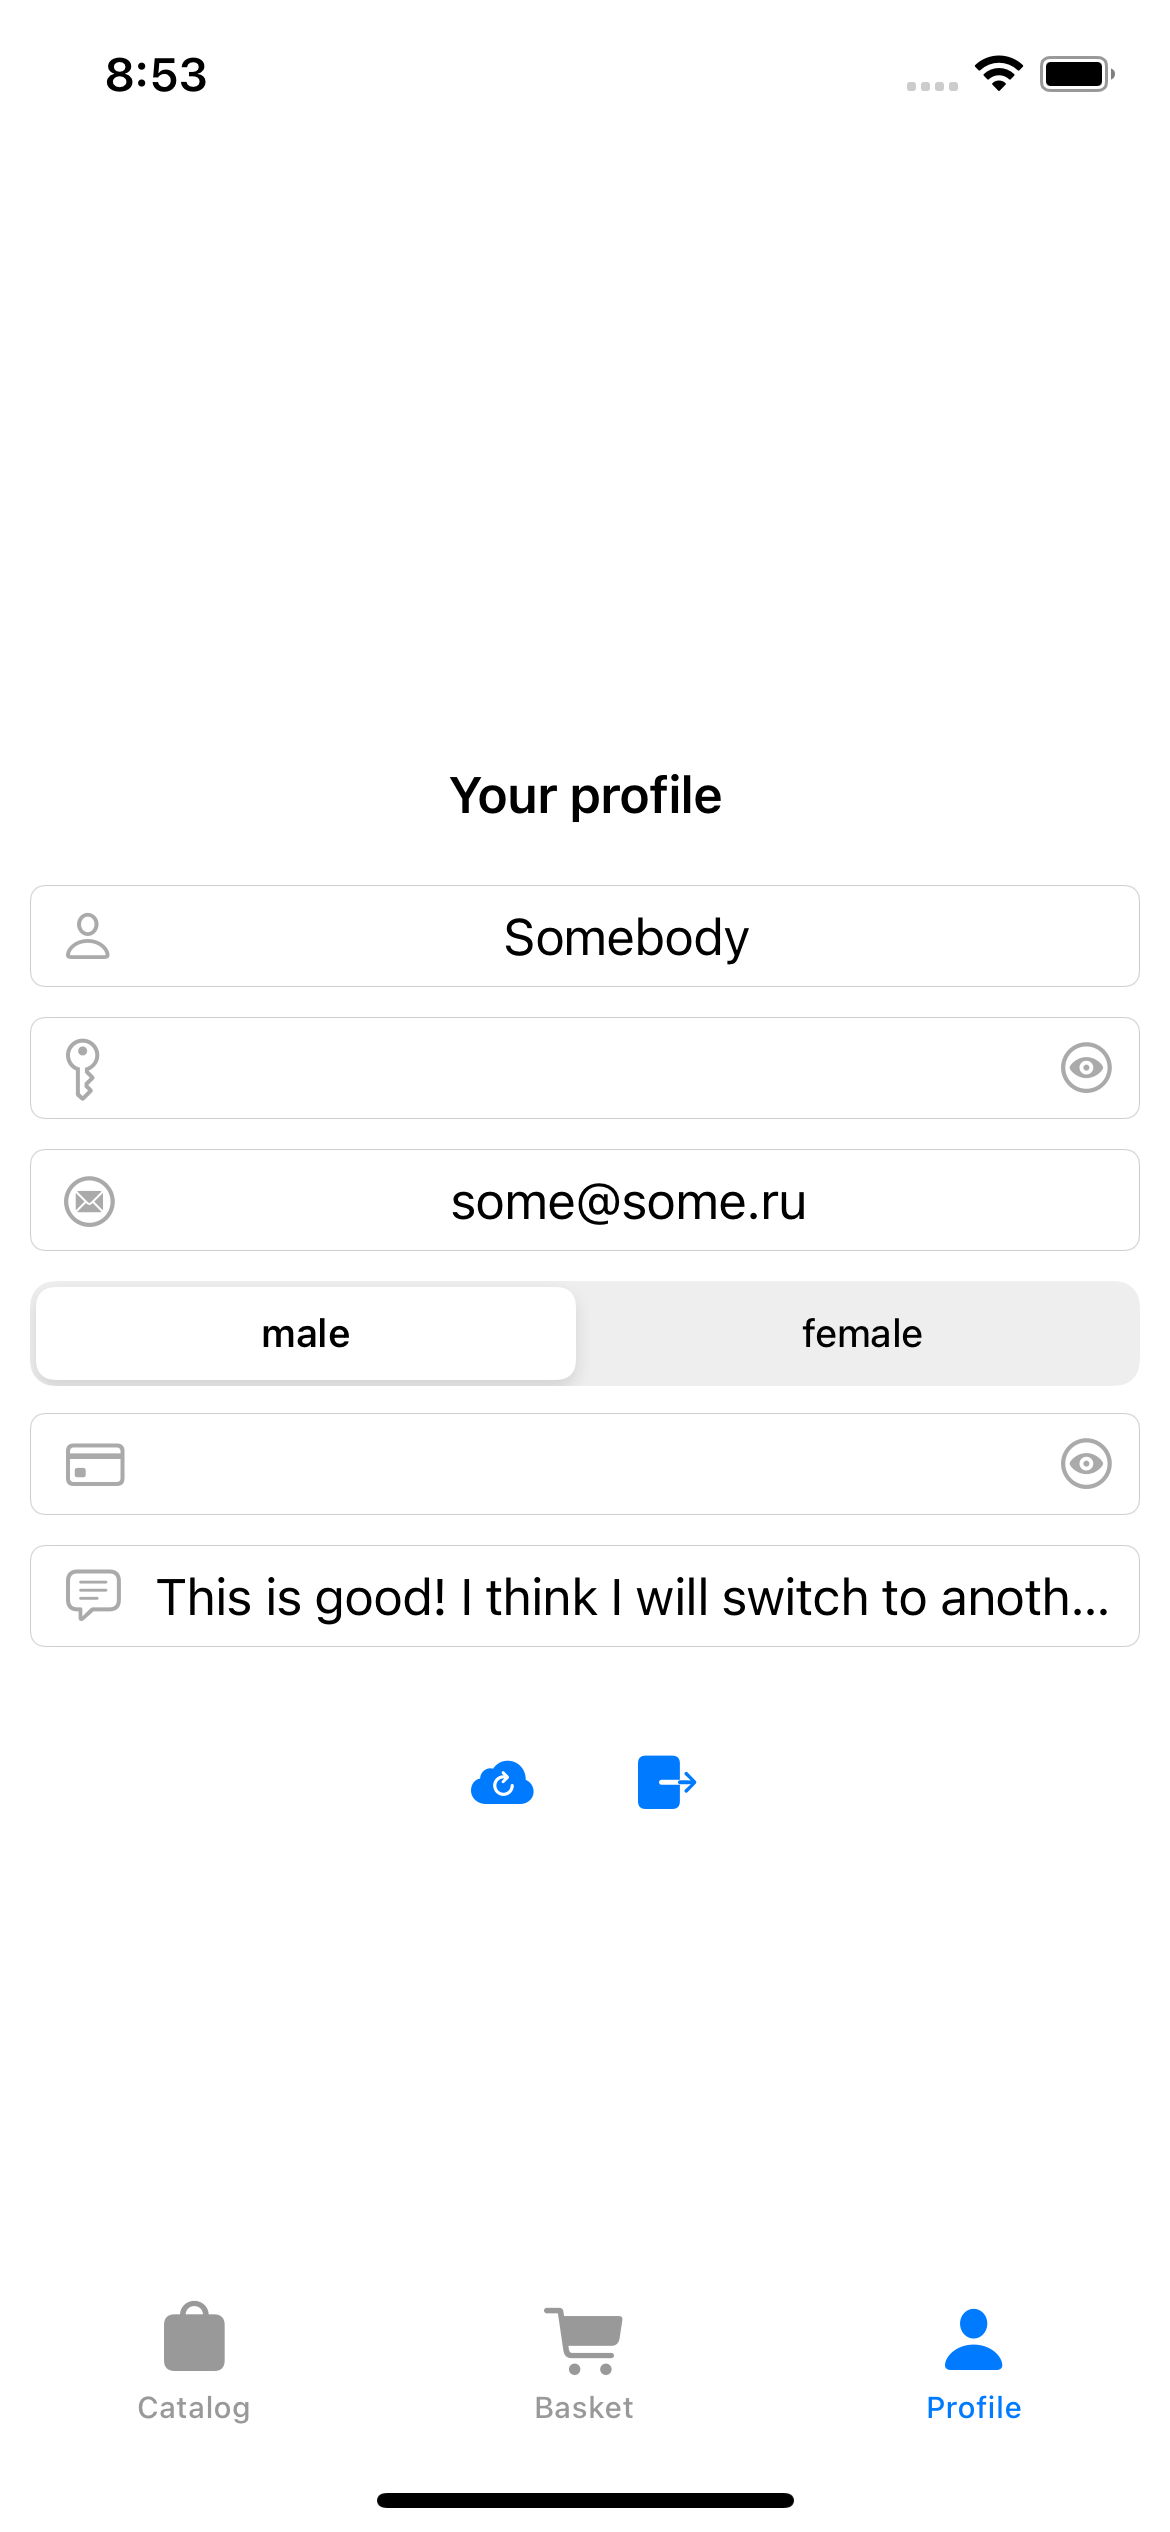 8:53
Your profile
Somebody
some@some.ru
male female
This is good! I think I will switch to anoth...
Catalog Basket Profile